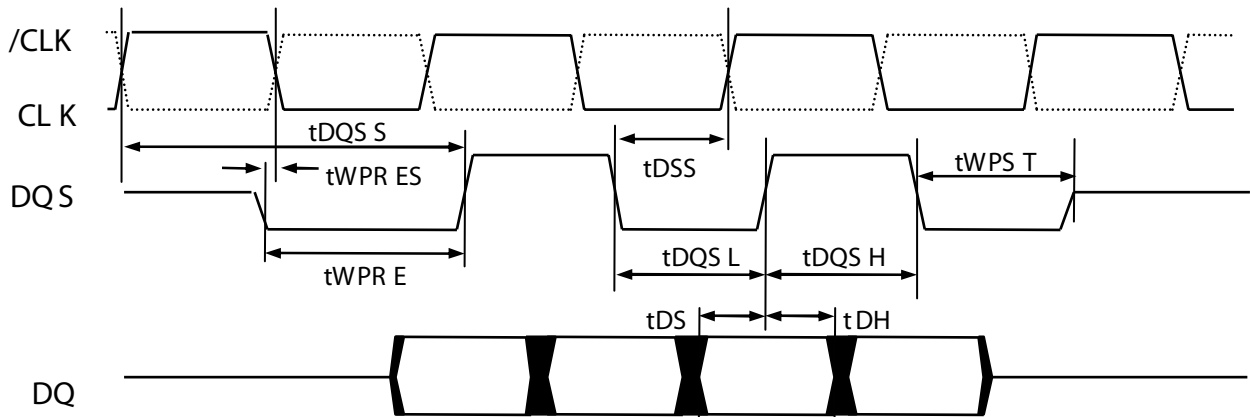 /CLK
CL K
tDQS S
tWPR ES
tDSS
tWPS T
DQ S
tWPR E
tDQS L
tDQS H
tDS
t DH
DQ